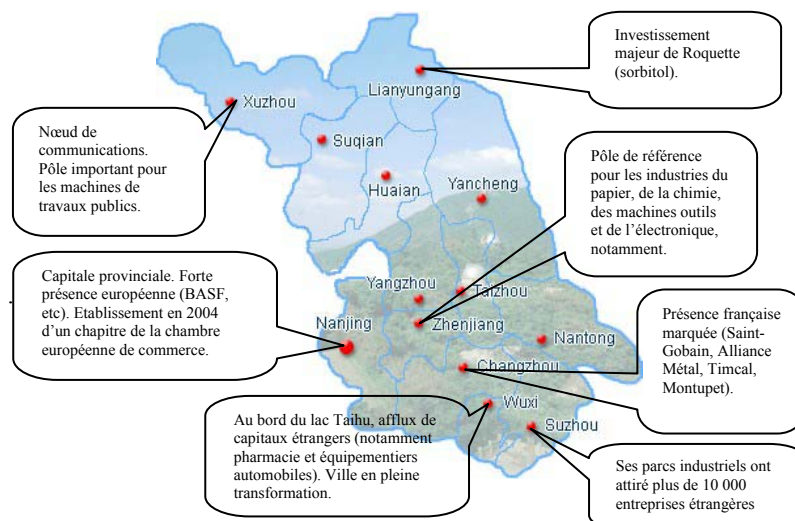 Investissement
majeur de Roquette
(sorbitol).
Lianyungang
Xuzhou
Nœud de
communications.
Pôle important pour
les machines de
travaux publics.
Suqian
Huaian
Yancheng
Pôle de référence
pour les industries du
papier, de la chimie,
des machines outils
et de l’électronique,
notamment.
Capitale provinciale. Forte
présence européenne (BASF,
etc). Etablissement en 2004
d’un chapitre de la chambre
européenne de commerce.
Yangzhou
Taizhou
Nanjing
Zhenjiang
Nantong
Changzhou
Présence française
marquée (Saint-
Gobain, Alliance
Métal, Timcal,
Montupet).
Wuxi
Suzhou
Au bord du lac Taihu, afflux de
capitaux étrangers (notamment
pharmacie et équipementiers
automobiles). Ville en pleine
transformation.
Ses parcs industriels ont
attiré plus de 10 000
entreprises étrangères